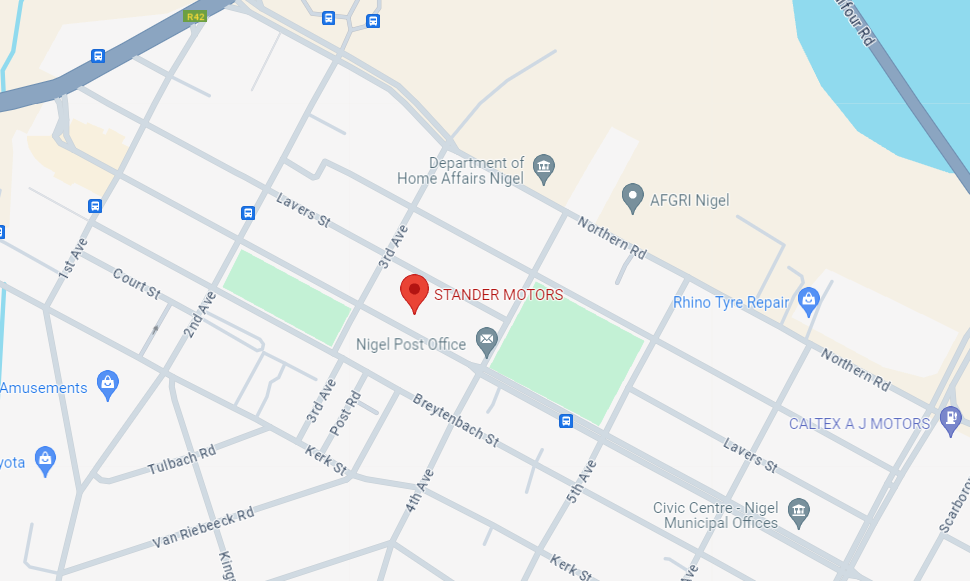 R42
lfour Rd
Department of
Home Affairs Nigel
AFGRI Nigel
Lavers St
Northern Rd
3rd Ave
1st Ave
Court St
STANDER MOTORS
2nd Ave
Rhino Tyre Repair
Nigel Post Office
Northern Rd
Amusements
3rd Ave
Post Rd
Breytenbach St
CALTEX A J MOTORS
Lavers St
Tulbach Rd
Kerk St
yota
4th Ave
5th Ave
Scarboro
Civic Centre - Nigel
Municipal Offices
Van Riebeeck Rd
Kings
Kerk St
Ave